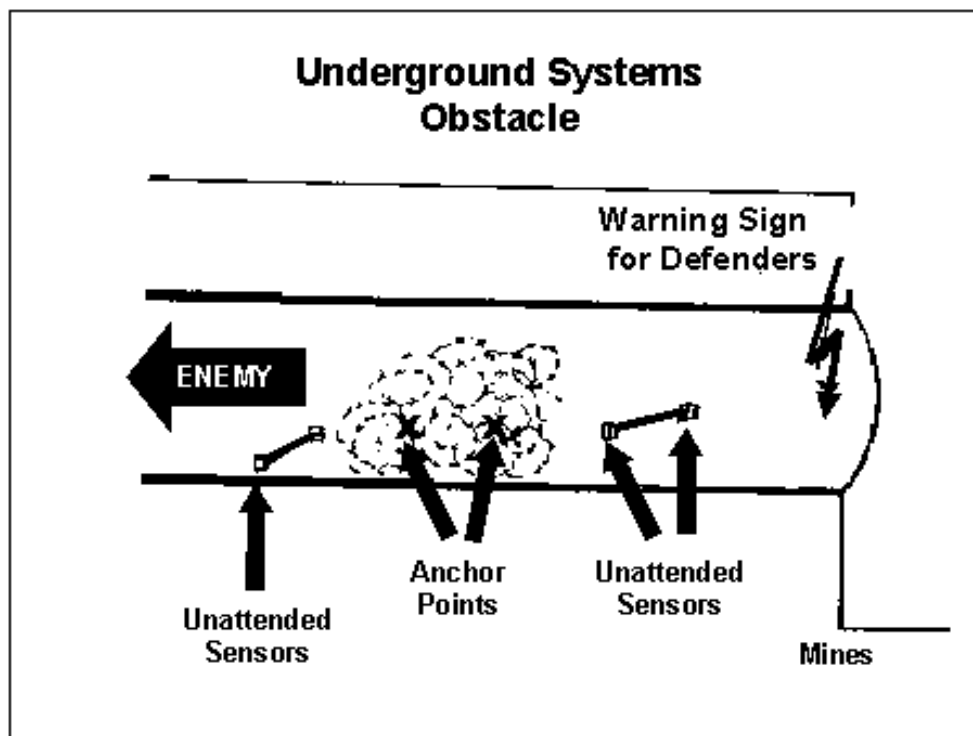 Underground Systems
Obstacle
Warning Sign
for Defenders
ENEMY
Unattended
Sensors
Anchor
Points
Unattended
Sensors
Mines